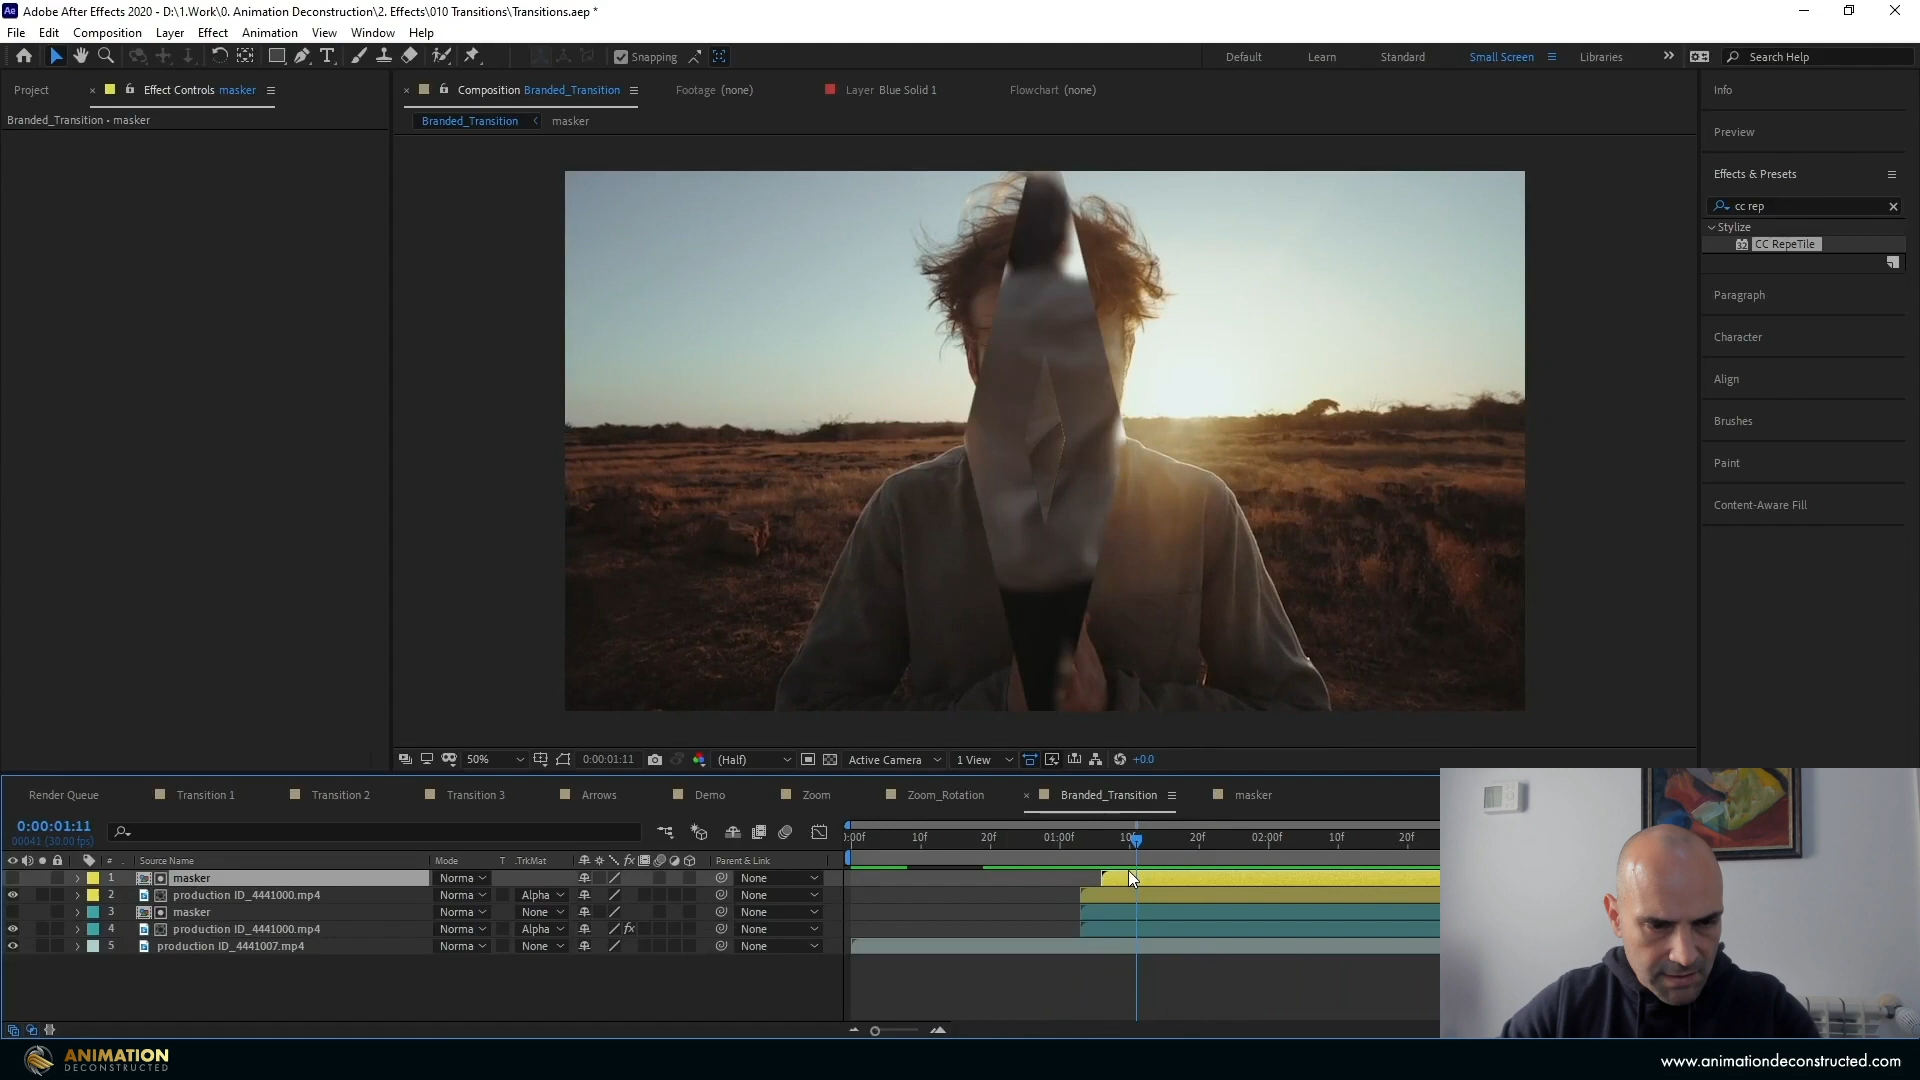 Adobe After Effects 2020 - D:\1.Work\0. Animation Deconstruction\2. Effects\010 Transitions\Transitions.aep *
File Edit Composition Layer Effect Animation View Window Help
Snapping Default Learn Standard Small Screen Libraries Search Help
Project Effect Controls masker Composition Branded_Transition Footage (none) Layer Blue Solid 1 Flowchart (none) Info
Branded_Transition • masker Branded_Transition masker
Preview
Effects & Presets
cc rep
Stylize
CC RepeTile
Paragraph
Character
Align
Brushes
Paint
Content-Aware Fill
50% 0:00:01:11 (Half) Active Camera 1 View +0.0
Render Queue Transition 1 Transition 2 Transition 3 Arrows Demo Zoom Zoom_Rotation Branded_Transition masker
0:00:01:11
00041 (30.00 fps)
:00f 10f 20f 01:00f 10f 20f 02:00f 10f 20f
# Source Name Mode T .TrkMat Parent & Link
1 masker Norma None
2 production ID_4441000.mp4 Norma Alpha None
3 masker Norma None None
4 production ID_4441000.mp4 Norma Alpha fx None
5 production ID_4441007.mp4 Norma None None
ANIMATION
DECONSTRUCTED
www.animationdeconstructed.com